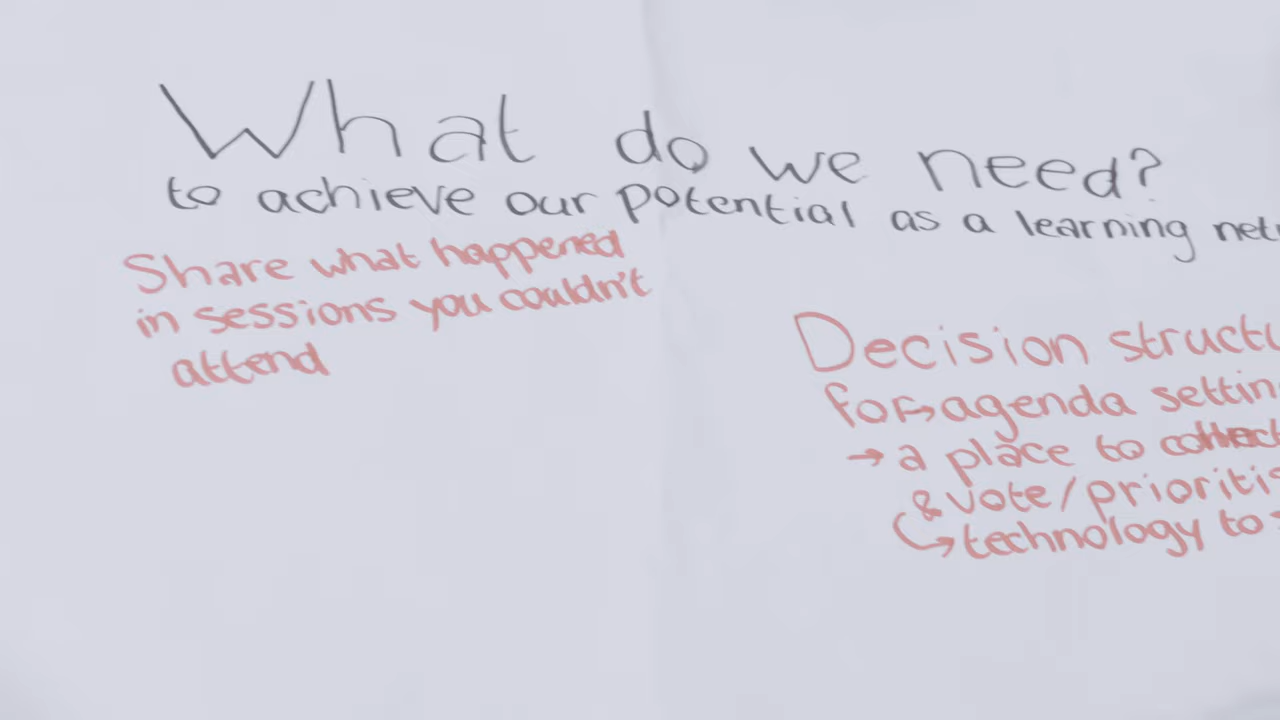 What do we need?
to achieve our potential as a learning
Share what happened
in sessions you couldn't
attend
Decision
for → agenda
→ a place to
& vote/
↳ technology to